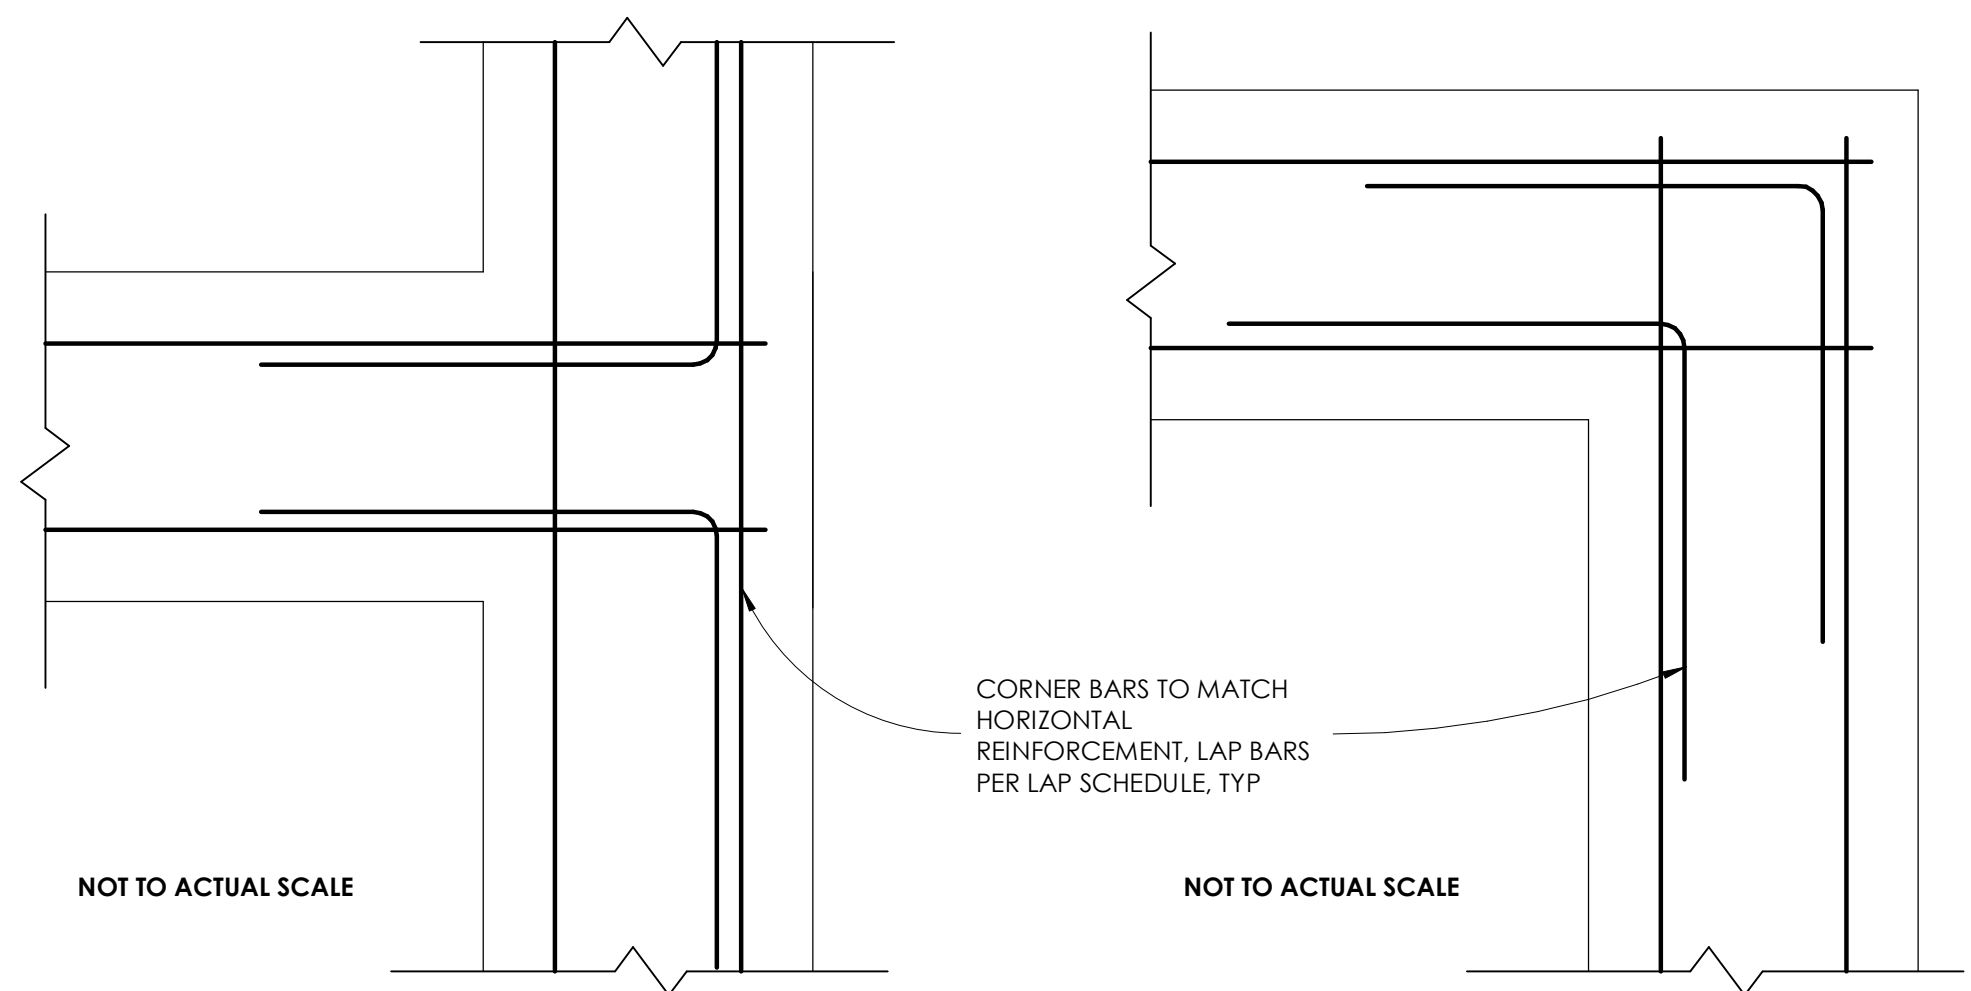 CORNER BARS TO MATCH
HORIZONTAL
REINFORCEMENT, LAP BARS
PER LAP SCHEDULE, TYP
NOT TO ACTUAL SCALE
NOT TO ACTUAL SCALE